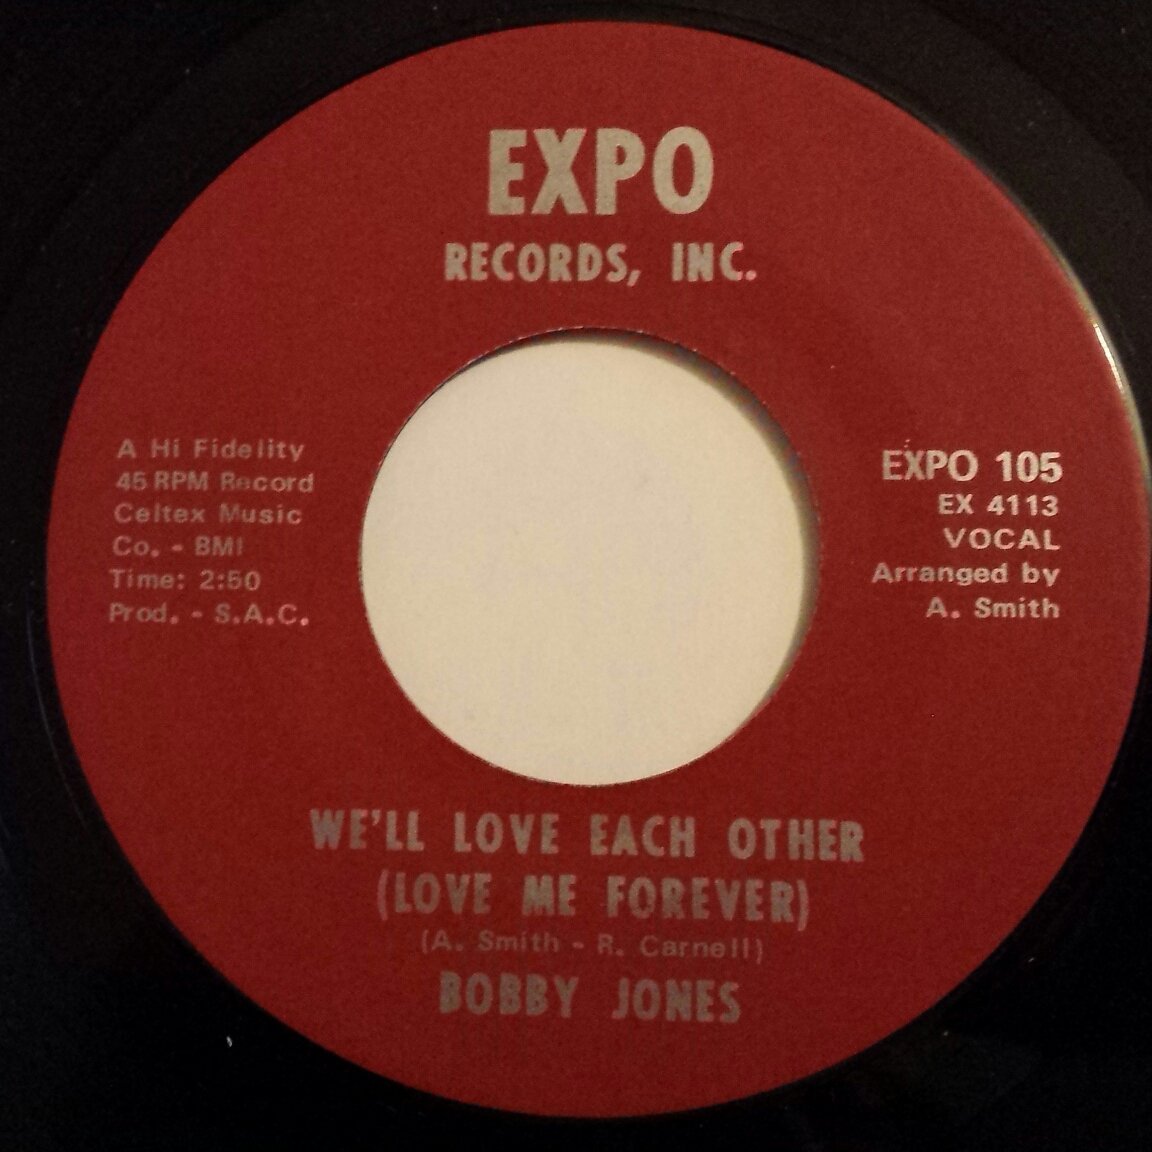 EXPO
RECORDS, INC.
A Hi Fidelity
45 RPM Record
Celtex Music
Co. - BMI
Time: 2:50
Prod. - S.A.C.
EXPO 105
EX 4113
VOCAL
Arranged by
A. Smith
WE'LL LOVE EACH OTHER
(LOVE ME FOREVER)
(A. Smith - R. Carnell)
BOBBY JONES